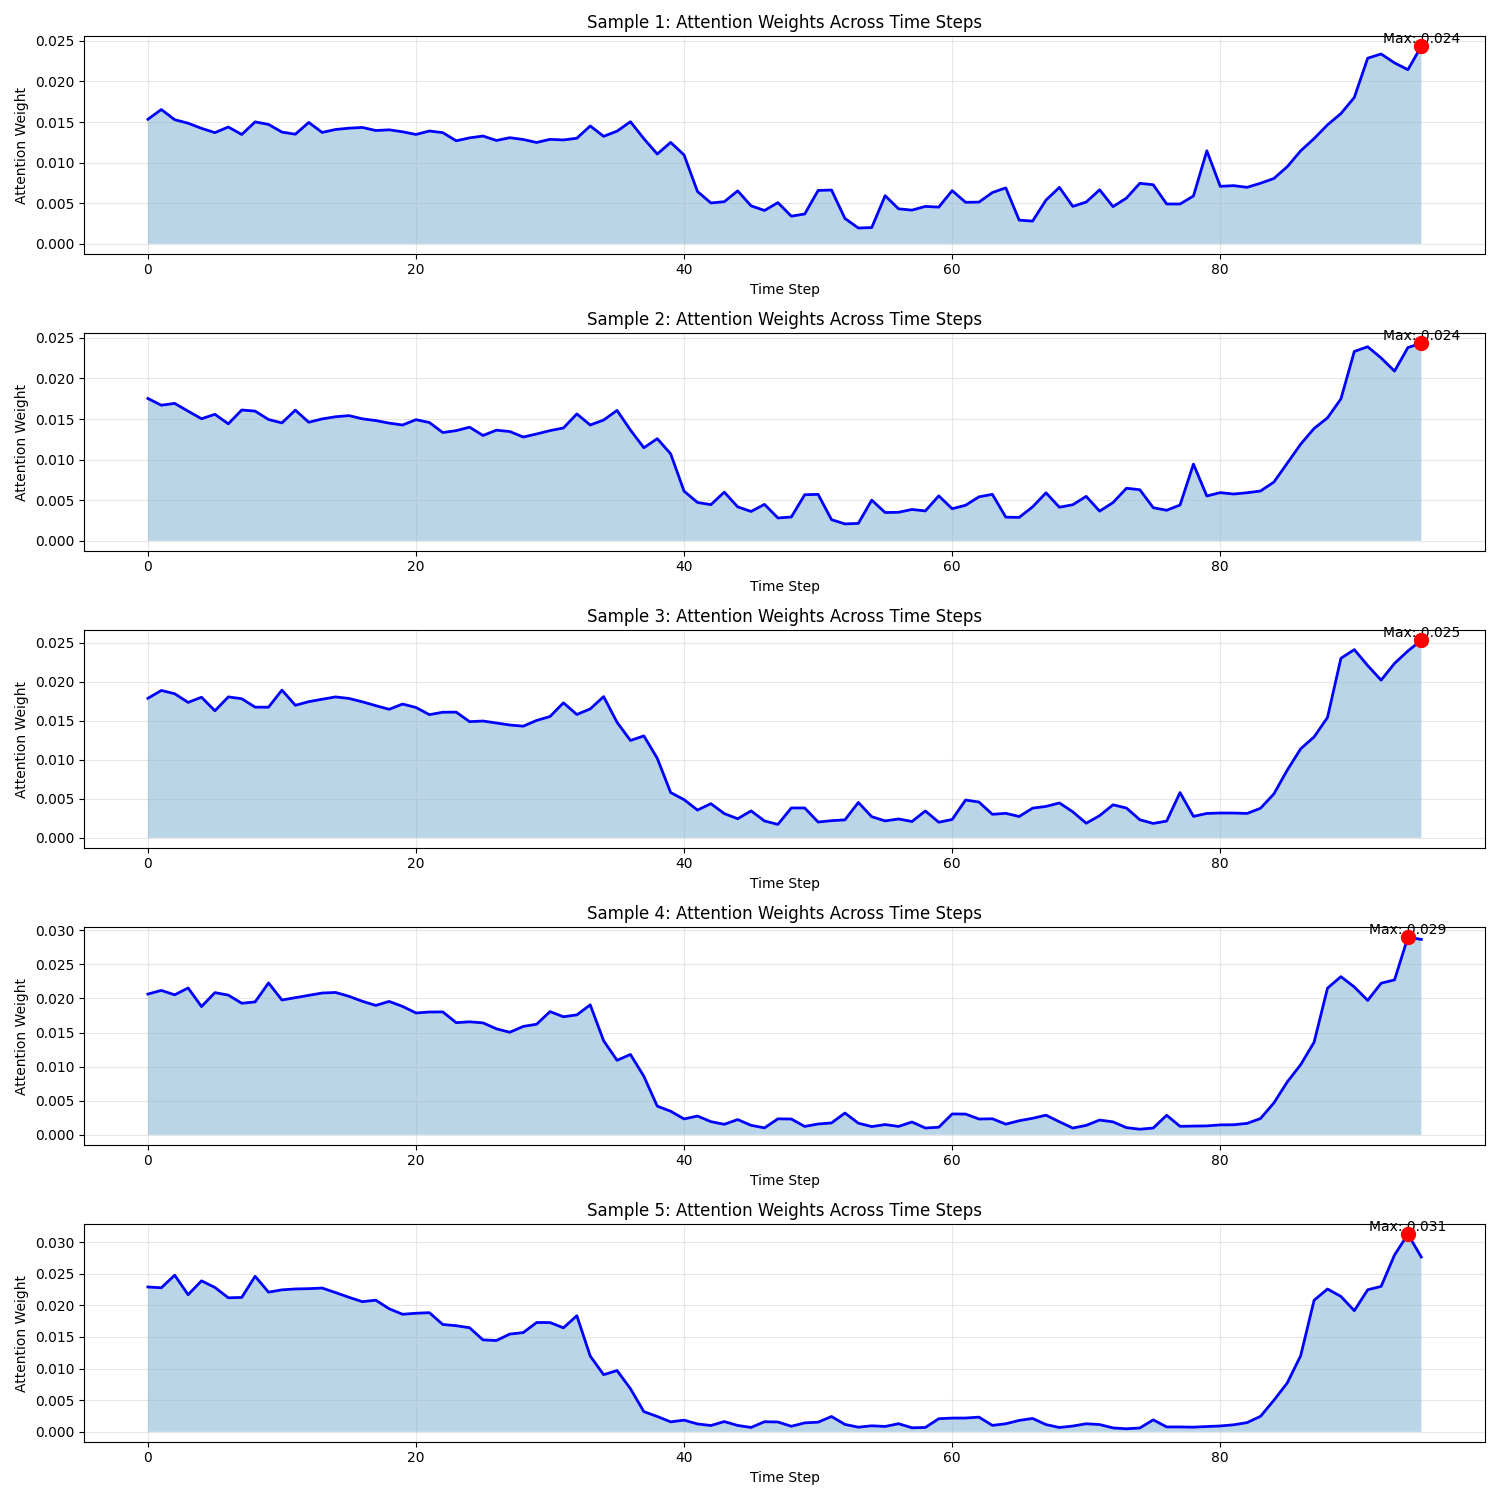 Sample 1: Attention Weights Across Time Steps
Max: 0.024
Attention Weight
0.025
0.020
0.015
0.010
0.005
0.000
0 20 40 60 80
Time Step
Sample 2: Attention Weights Across Time Steps
Max: 0.024
Attention Weight
0.025
0.020
0.015
0.010
0.005
0.000
0 20 40 60 80
Time Step
Sample 3: Attention Weights Across Time Steps
Max: 0.025
Attention Weight
0.025
0.020
0.015
0.010
0.005
0.000
0 20 40 60 80
Time Step
Sample 4: Attention Weights Across Time Steps
Max: 0.029
Attention Weight
0.030
0.025
0.020
0.015
0.010
0.005
0.000
0 20 40 60 80
Time Step
Sample 5: Attention Weights Across Time Steps
Max: 0.031
Attention Weight
0.030
0.025
0.020
0.015
0.010
0.005
0.000
0 20 40 60 80
Time Step